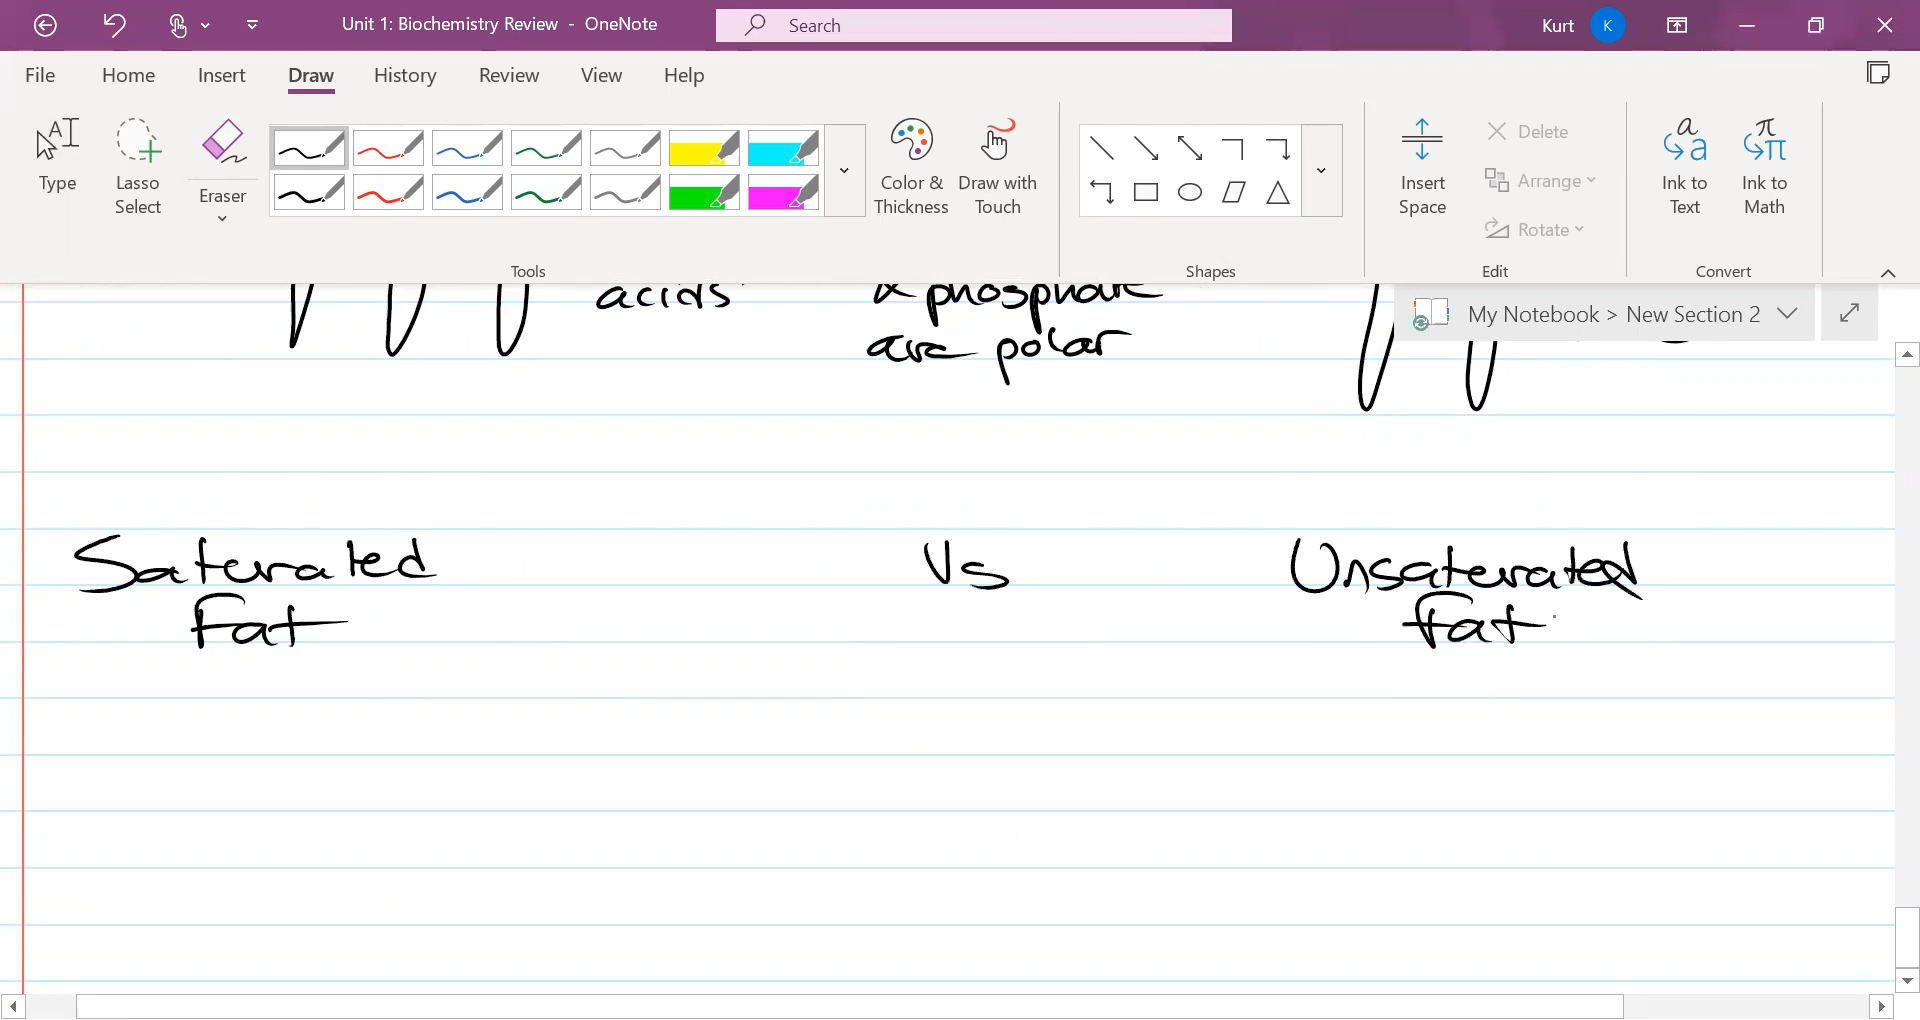 Unit 1: Biochemistry Review - OneNote
Search
Kurt
K
File Home Insert Draw History Review View Help
Type
Lasso Select
Eraser
Color & Thickness
Draw with Touch
Insert Space
Delete
Arrange
Rotate
Ink to Text
Ink to Math
Tools
Shapes
Edit
Convert
My Notebook > New Section 2
acids
& phosphate
are polar
Saterated Vs Unsaterated
Fat Fat